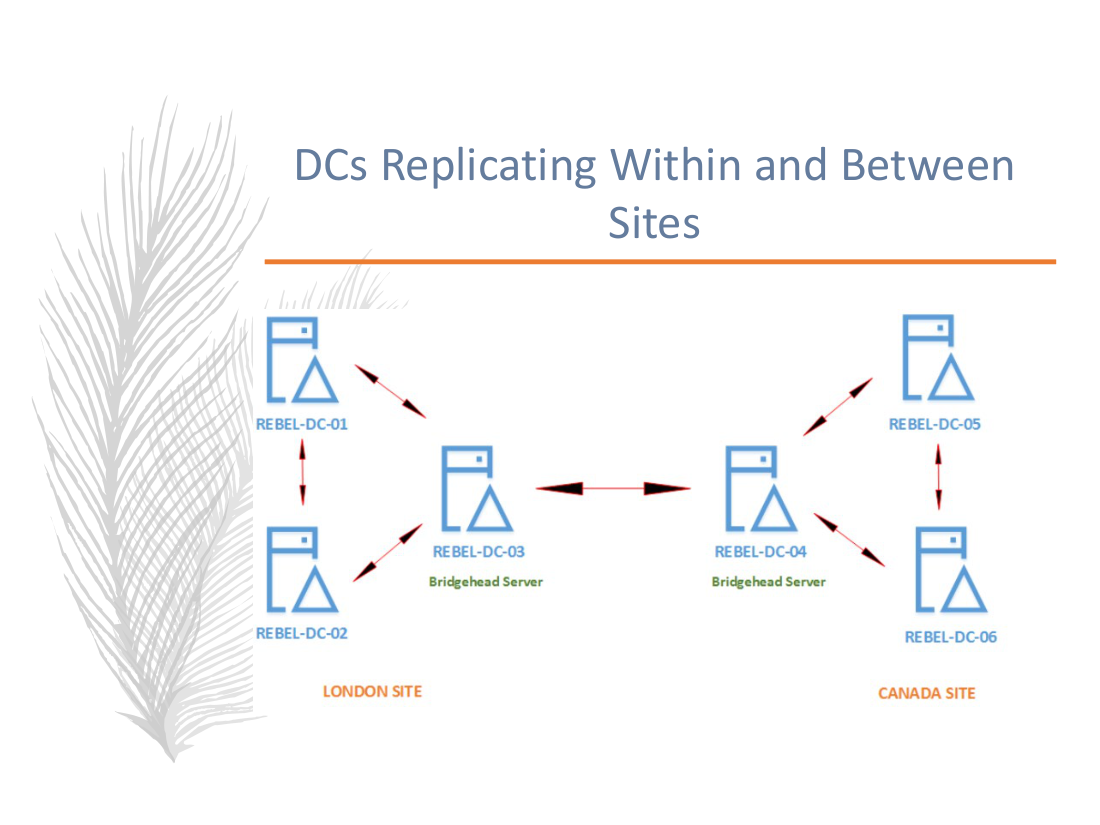 DCs Replicating Within and Between
Sites
REBEL-DC-01
REBEL-DC-05
REBEL-DC-03
REBEL-DC-04
Bridgehead Server
Bridgehead Server
REBEL-DC-02
REBEL-DC-06
LONDON SITE
CANADA SITE